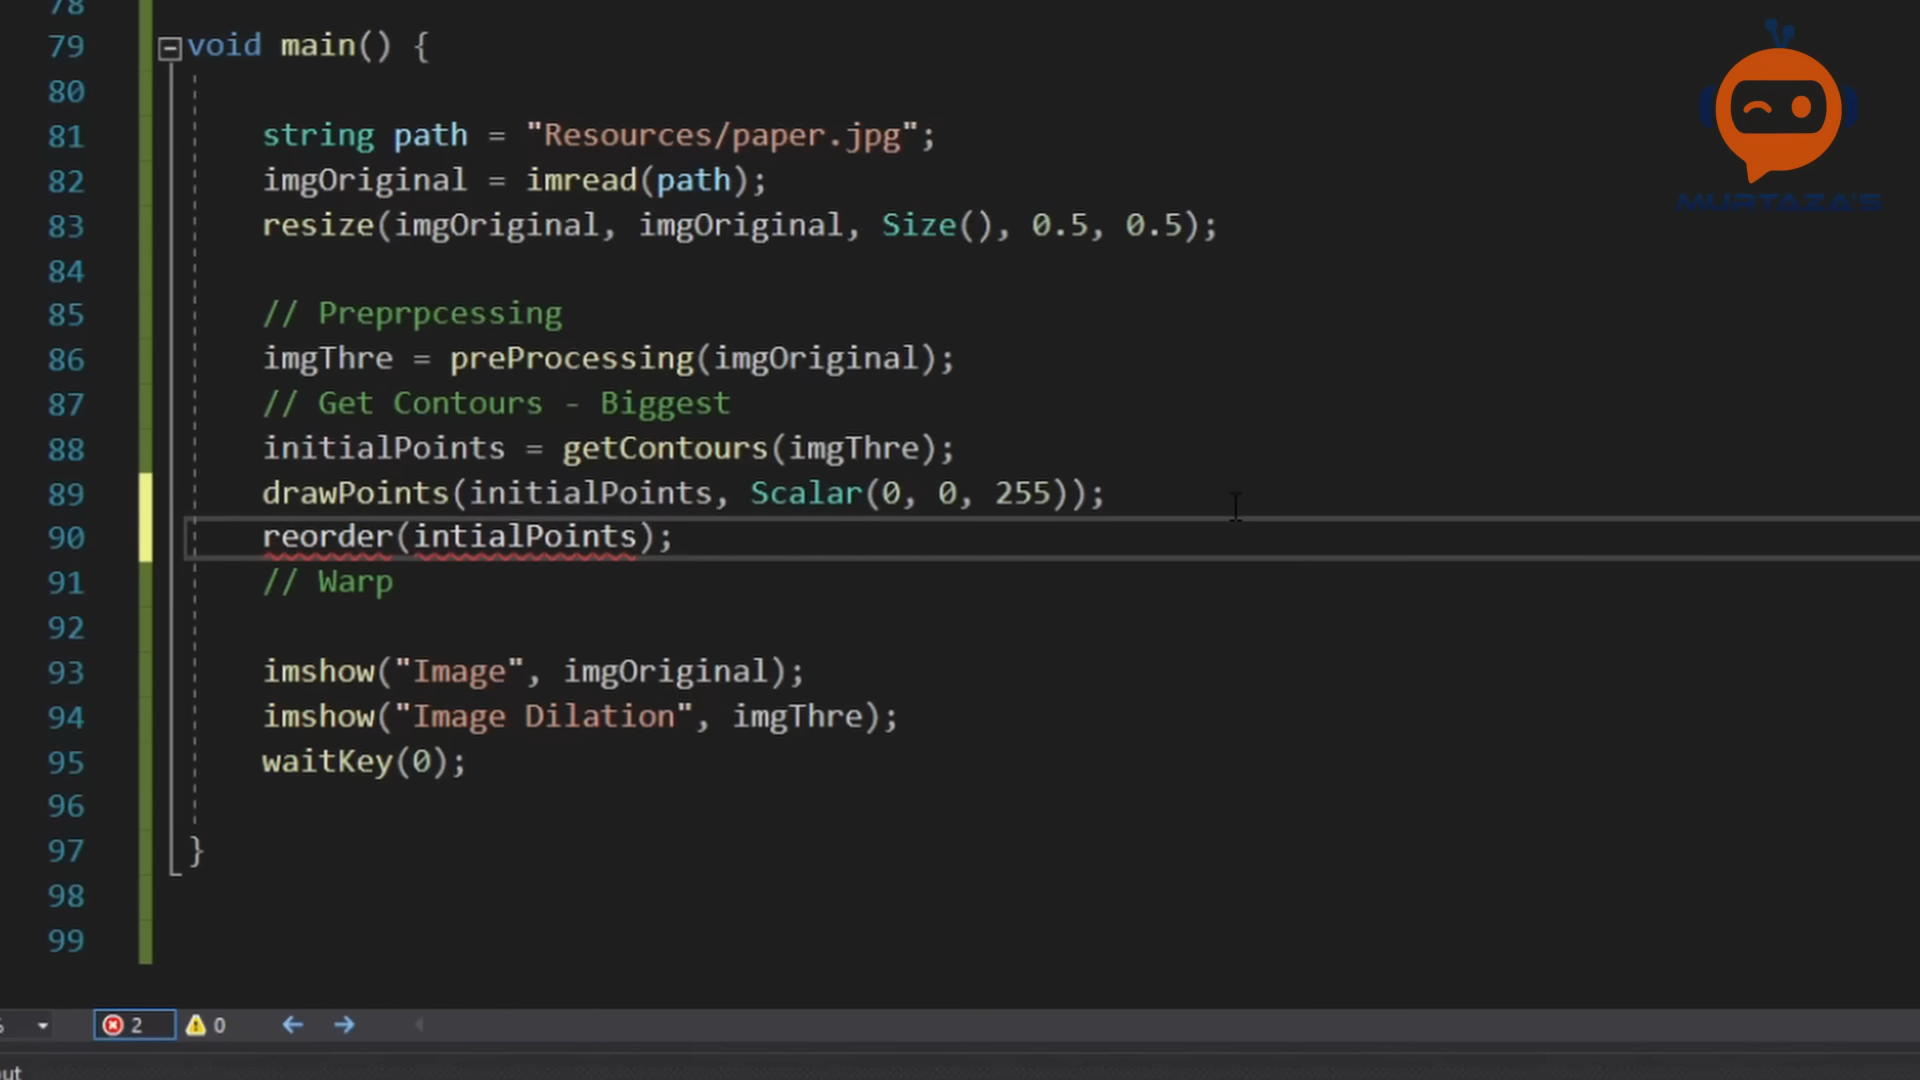 78
79 void main() {
80
81 string path = "Resources/paper.jpg";
82 imgOriginal = imread(path);
83 resize(imgOriginal, imgOriginal, Size(), 0.5, 0.5);
84
85 // Preprpcessing
86 imgThre = preProcessing(imgOriginal);
87 // Get Contours - Biggest
88 initialPoints = getContours(imgThre);
89 drawPoints(initialPoints, Scalar(0, 0, 255));
90 reorder(intialPoints);
91 // Warp
92
93 imshow("Image", imgOriginal);
94 imshow("Image Dilation", imgThre);
95 waitKey(0);
96
97 }
98
99
MURTAZA'S
% 2 0
ut